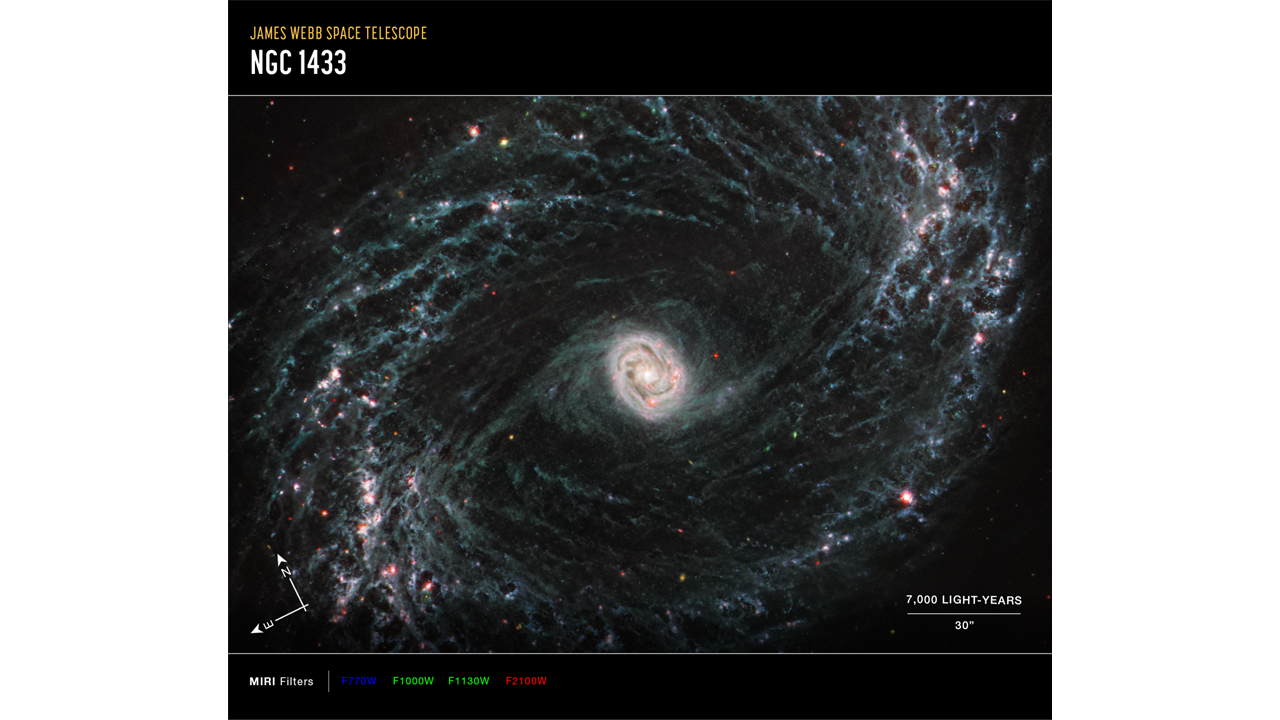 JAMES WEBB SPACE TELESCOPE
NGC 1433
N
E
7,000 LIGHT-YEARS
30”
MIRI Filters F770W F1000W F1130W F2100W